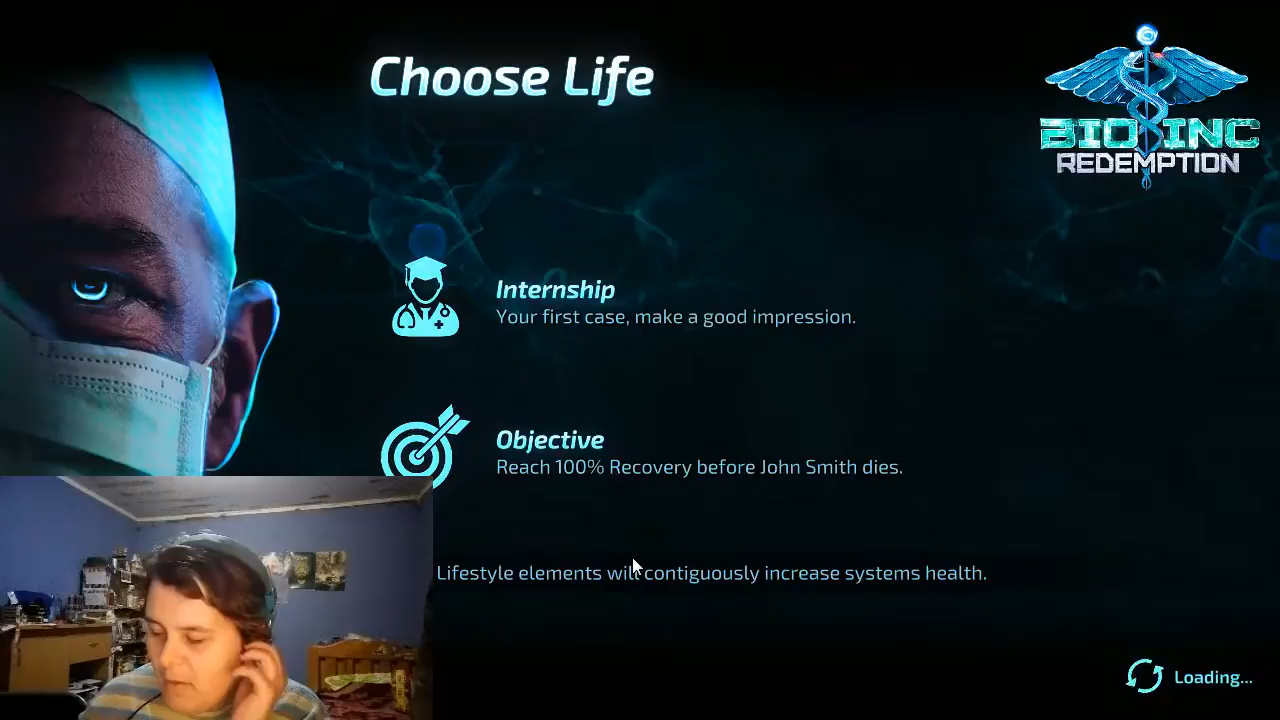 Choose Life
BIO INC
REDEMPTION
Internship
Your first case, make a good impression.
Objective
Reach 100% Recovery before John Smith dies.
Lifestyle elements will contiguously increase systems health.
Loading...